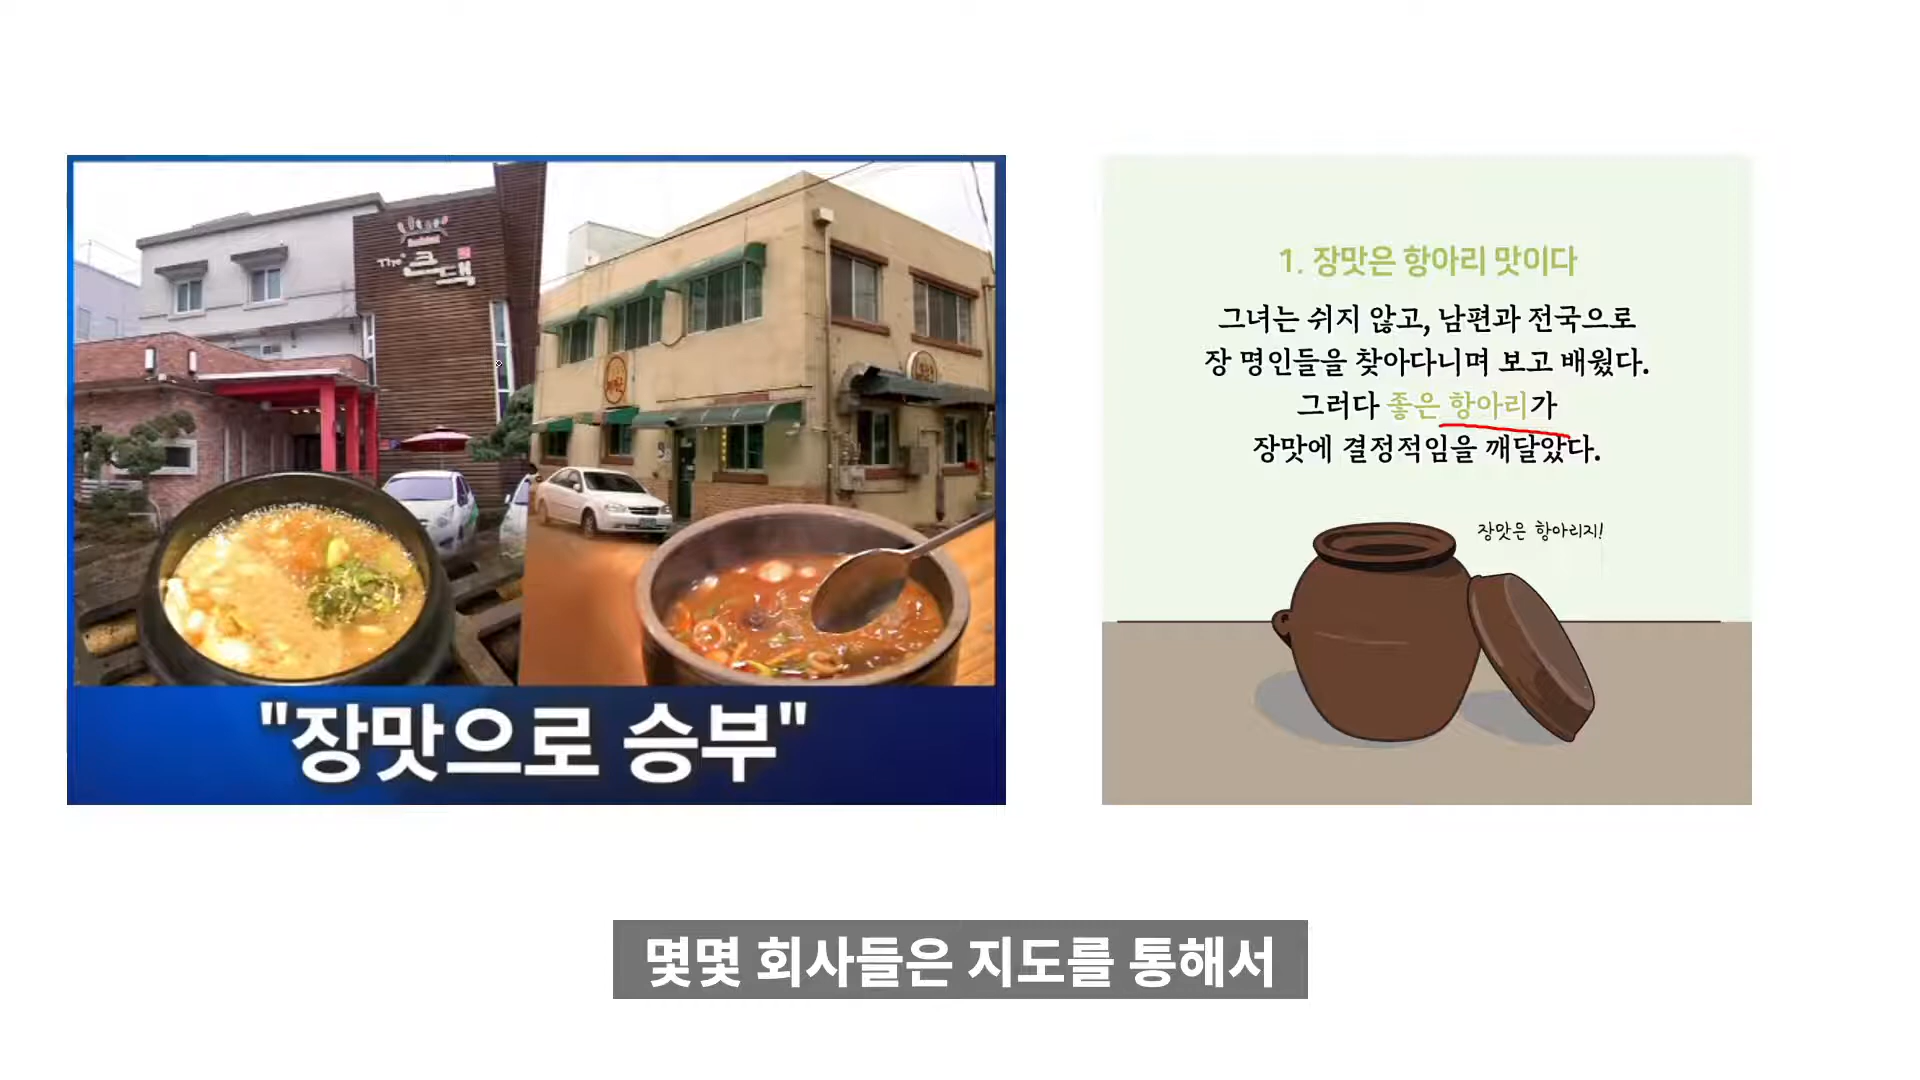 The 큰댁
"장맛으로 승부"
1. 장맛은 항아리 맛이다
그녀는 쉬지 않고, 남편과 전국으로
장 명인들을 찾아다니며 보고 배웠다.
그러다 좋은 항아리가
장맛에 결정적임을 깨달았다.
장맛은 항아리지!
몇몇 회사들은 지도를 통해서